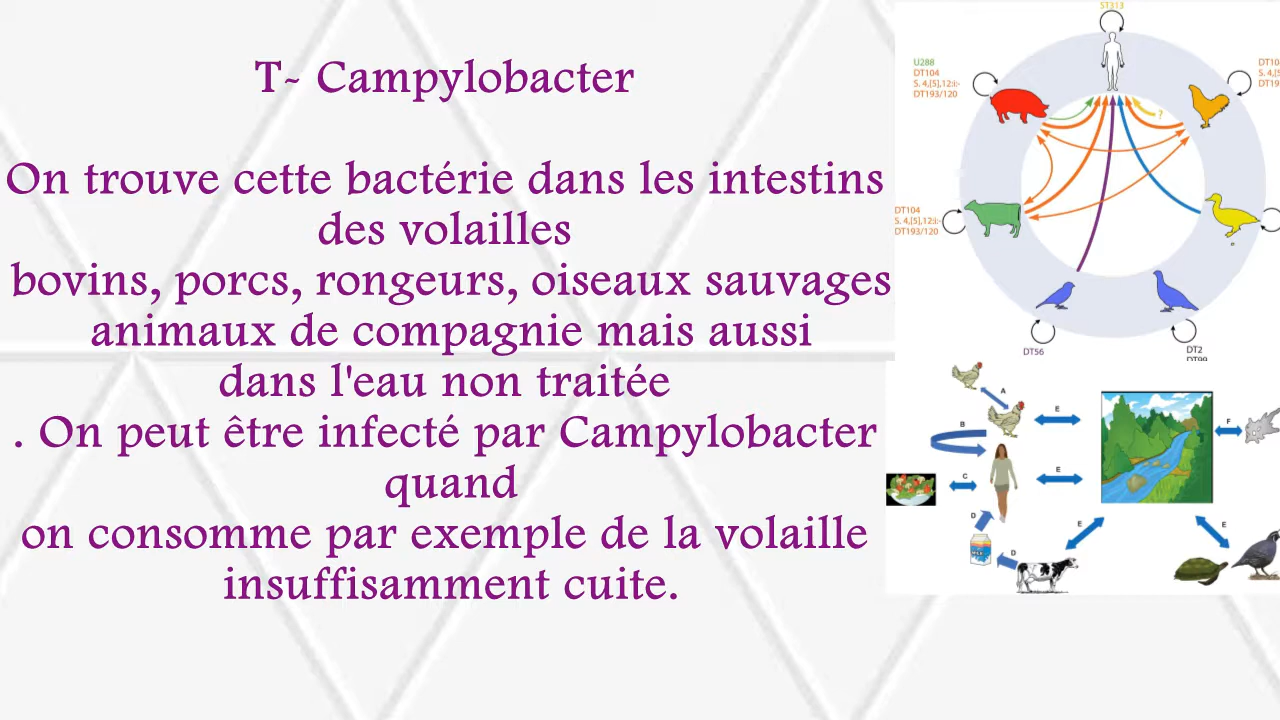 T- Campylobacter
On trouve cette bactérie dans les intestins
des volailles
bovins, porcs, rongeurs, oiseaux sauvages
animaux de compagnie mais aussi
dans l'eau non traitée
. On peut être infecté par Campylobacter
quand
on consomme par exemple de la volaille
insuffisamment cuite.
ST313
U288
DT104
S. 4,[5],12:i:-
DT193/120
DT104
S. 4,[5],12:i:-
DT193/120
?
DT56
DT2
DT99
A
B
E
F
C
E
D
D
E
E